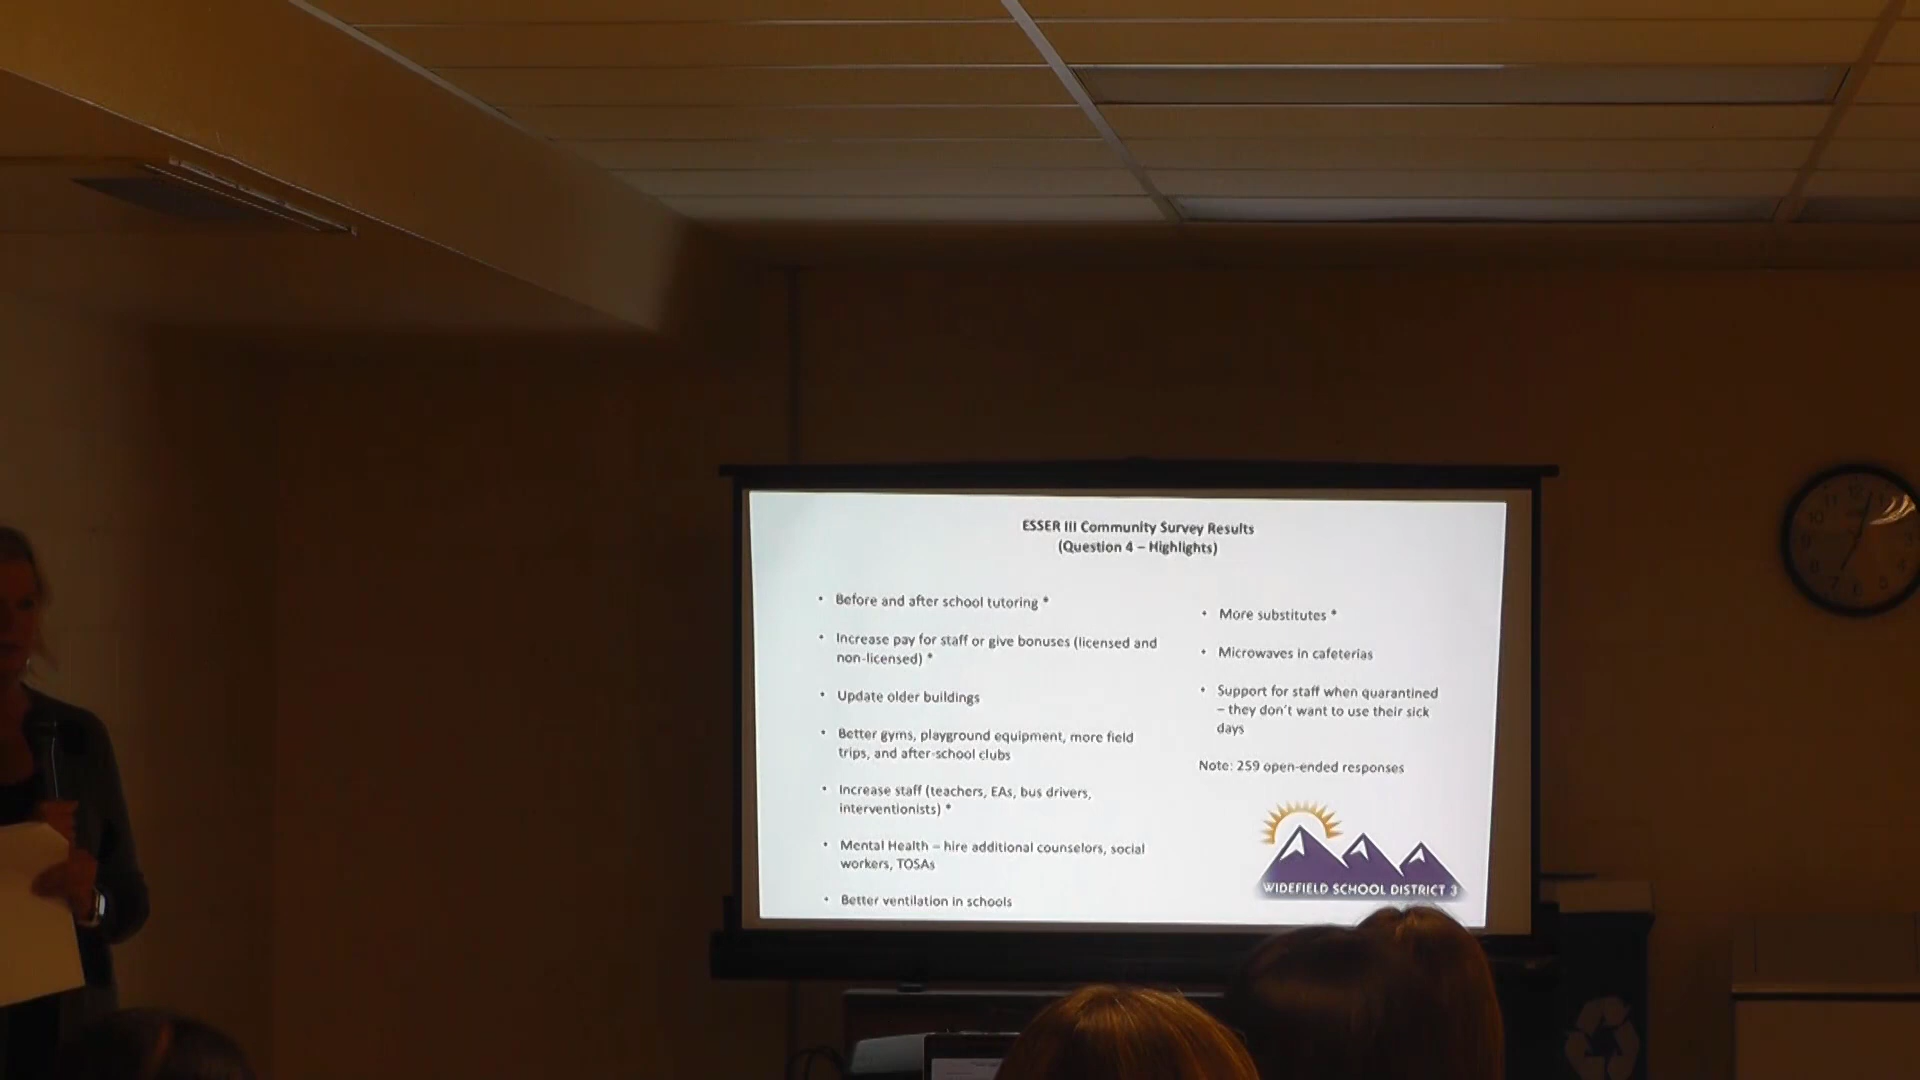 ESSER III Community Survey Results
(Question 4 – Highlights)
• Before and after school tutoring *
• Increase pay for staff or give bonuses (licensed and
non-licensed) *
• Update older buildings
• Better gyms, playground equipment, more field
trips, and after-school clubs
• Increase staff (teachers, EAs, bus drivers,
interventionists) *
• Mental Health – hire additional counselors, social
workers, TOSAs
• Better ventilation in schools
• More substitutes *
• Microwaves in cafeterias
• Support for staff when quarantined
– they don't want to use their sick
days
Note: 259 open-ended responses
WIDEFIELD SCHOOL DISTRICT 3